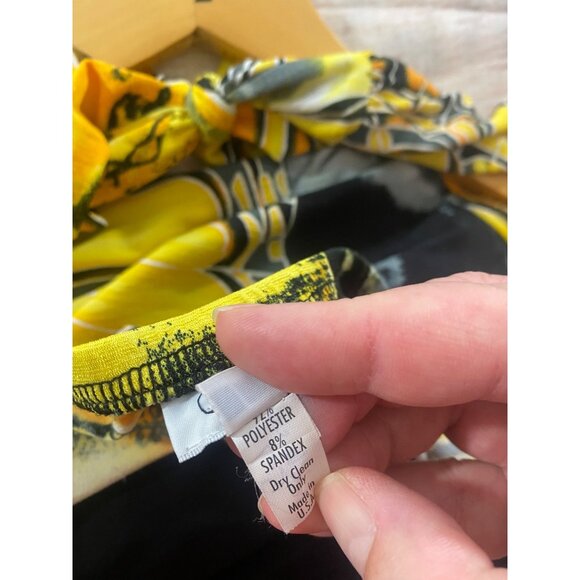 POLYESTER
8%
SPANDEX
Dry Clean
Only
Made in
U.S.A